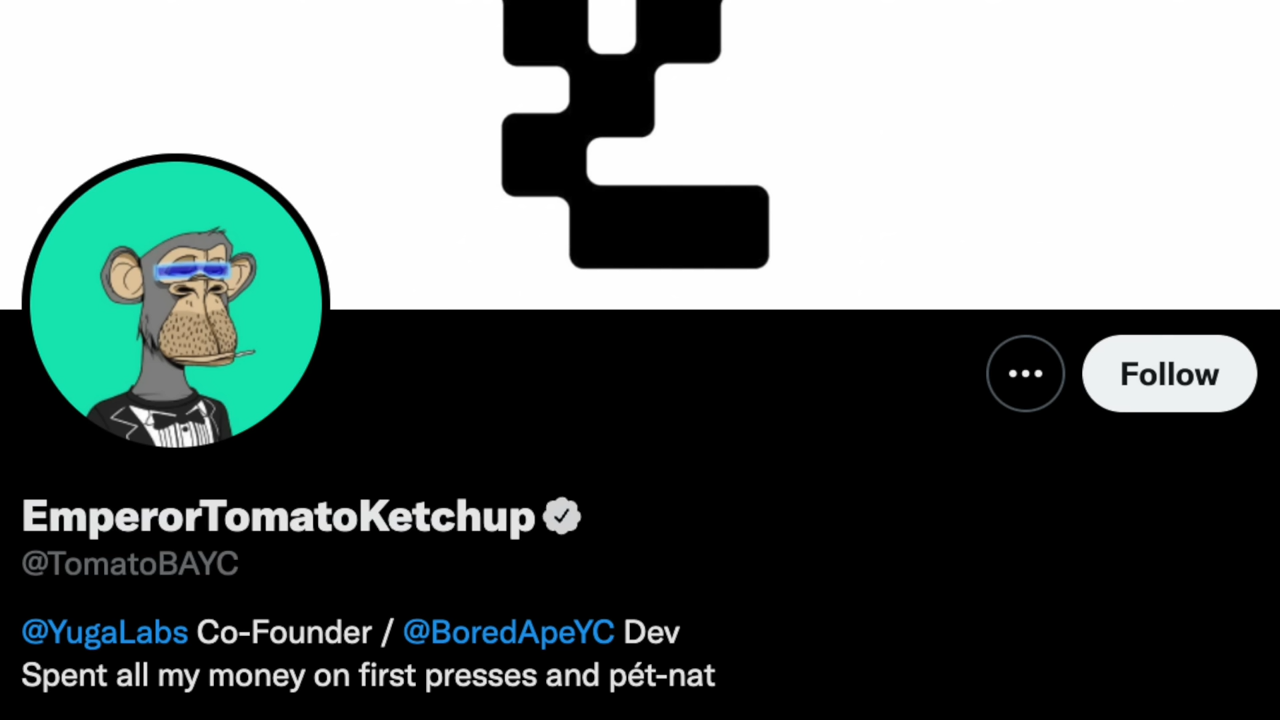 Follow
EmperorTomatoKetchup
@TomatoBAYC
@YugaLabs Co-Founder / @BoredApeYC Dev
Spent all my money on first presses and pét-nat